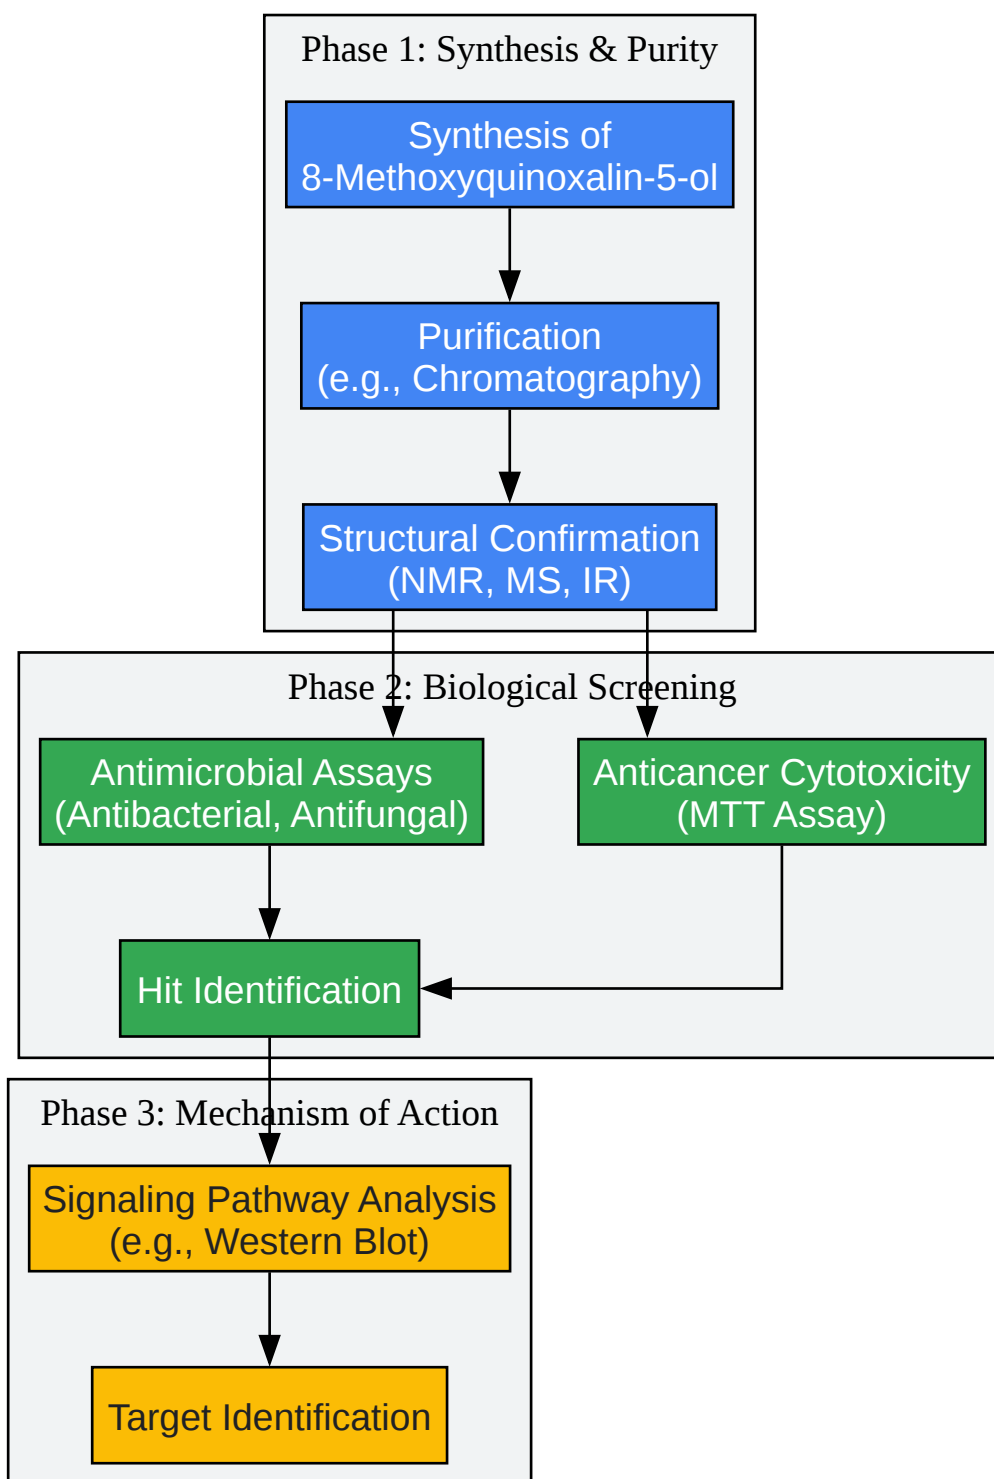 Phase 1: Synthesis & Purity
Synthesis of
8-Methoxyquinoxalin-5-ol
Purification
(e.g., Chromatography)
Structural Confirmation
(NMR, MS, IR)
Phase 2: Biological Screening
Antimicrobial Assays
(Antibacterial, Antifungal)
Anticancer Cytotoxicity
(MTT Assay)
Hit Identification
Phase 3: Mechanism of Action
Signaling Pathway Analysis
(e.g., Western Blot)
Target Identification